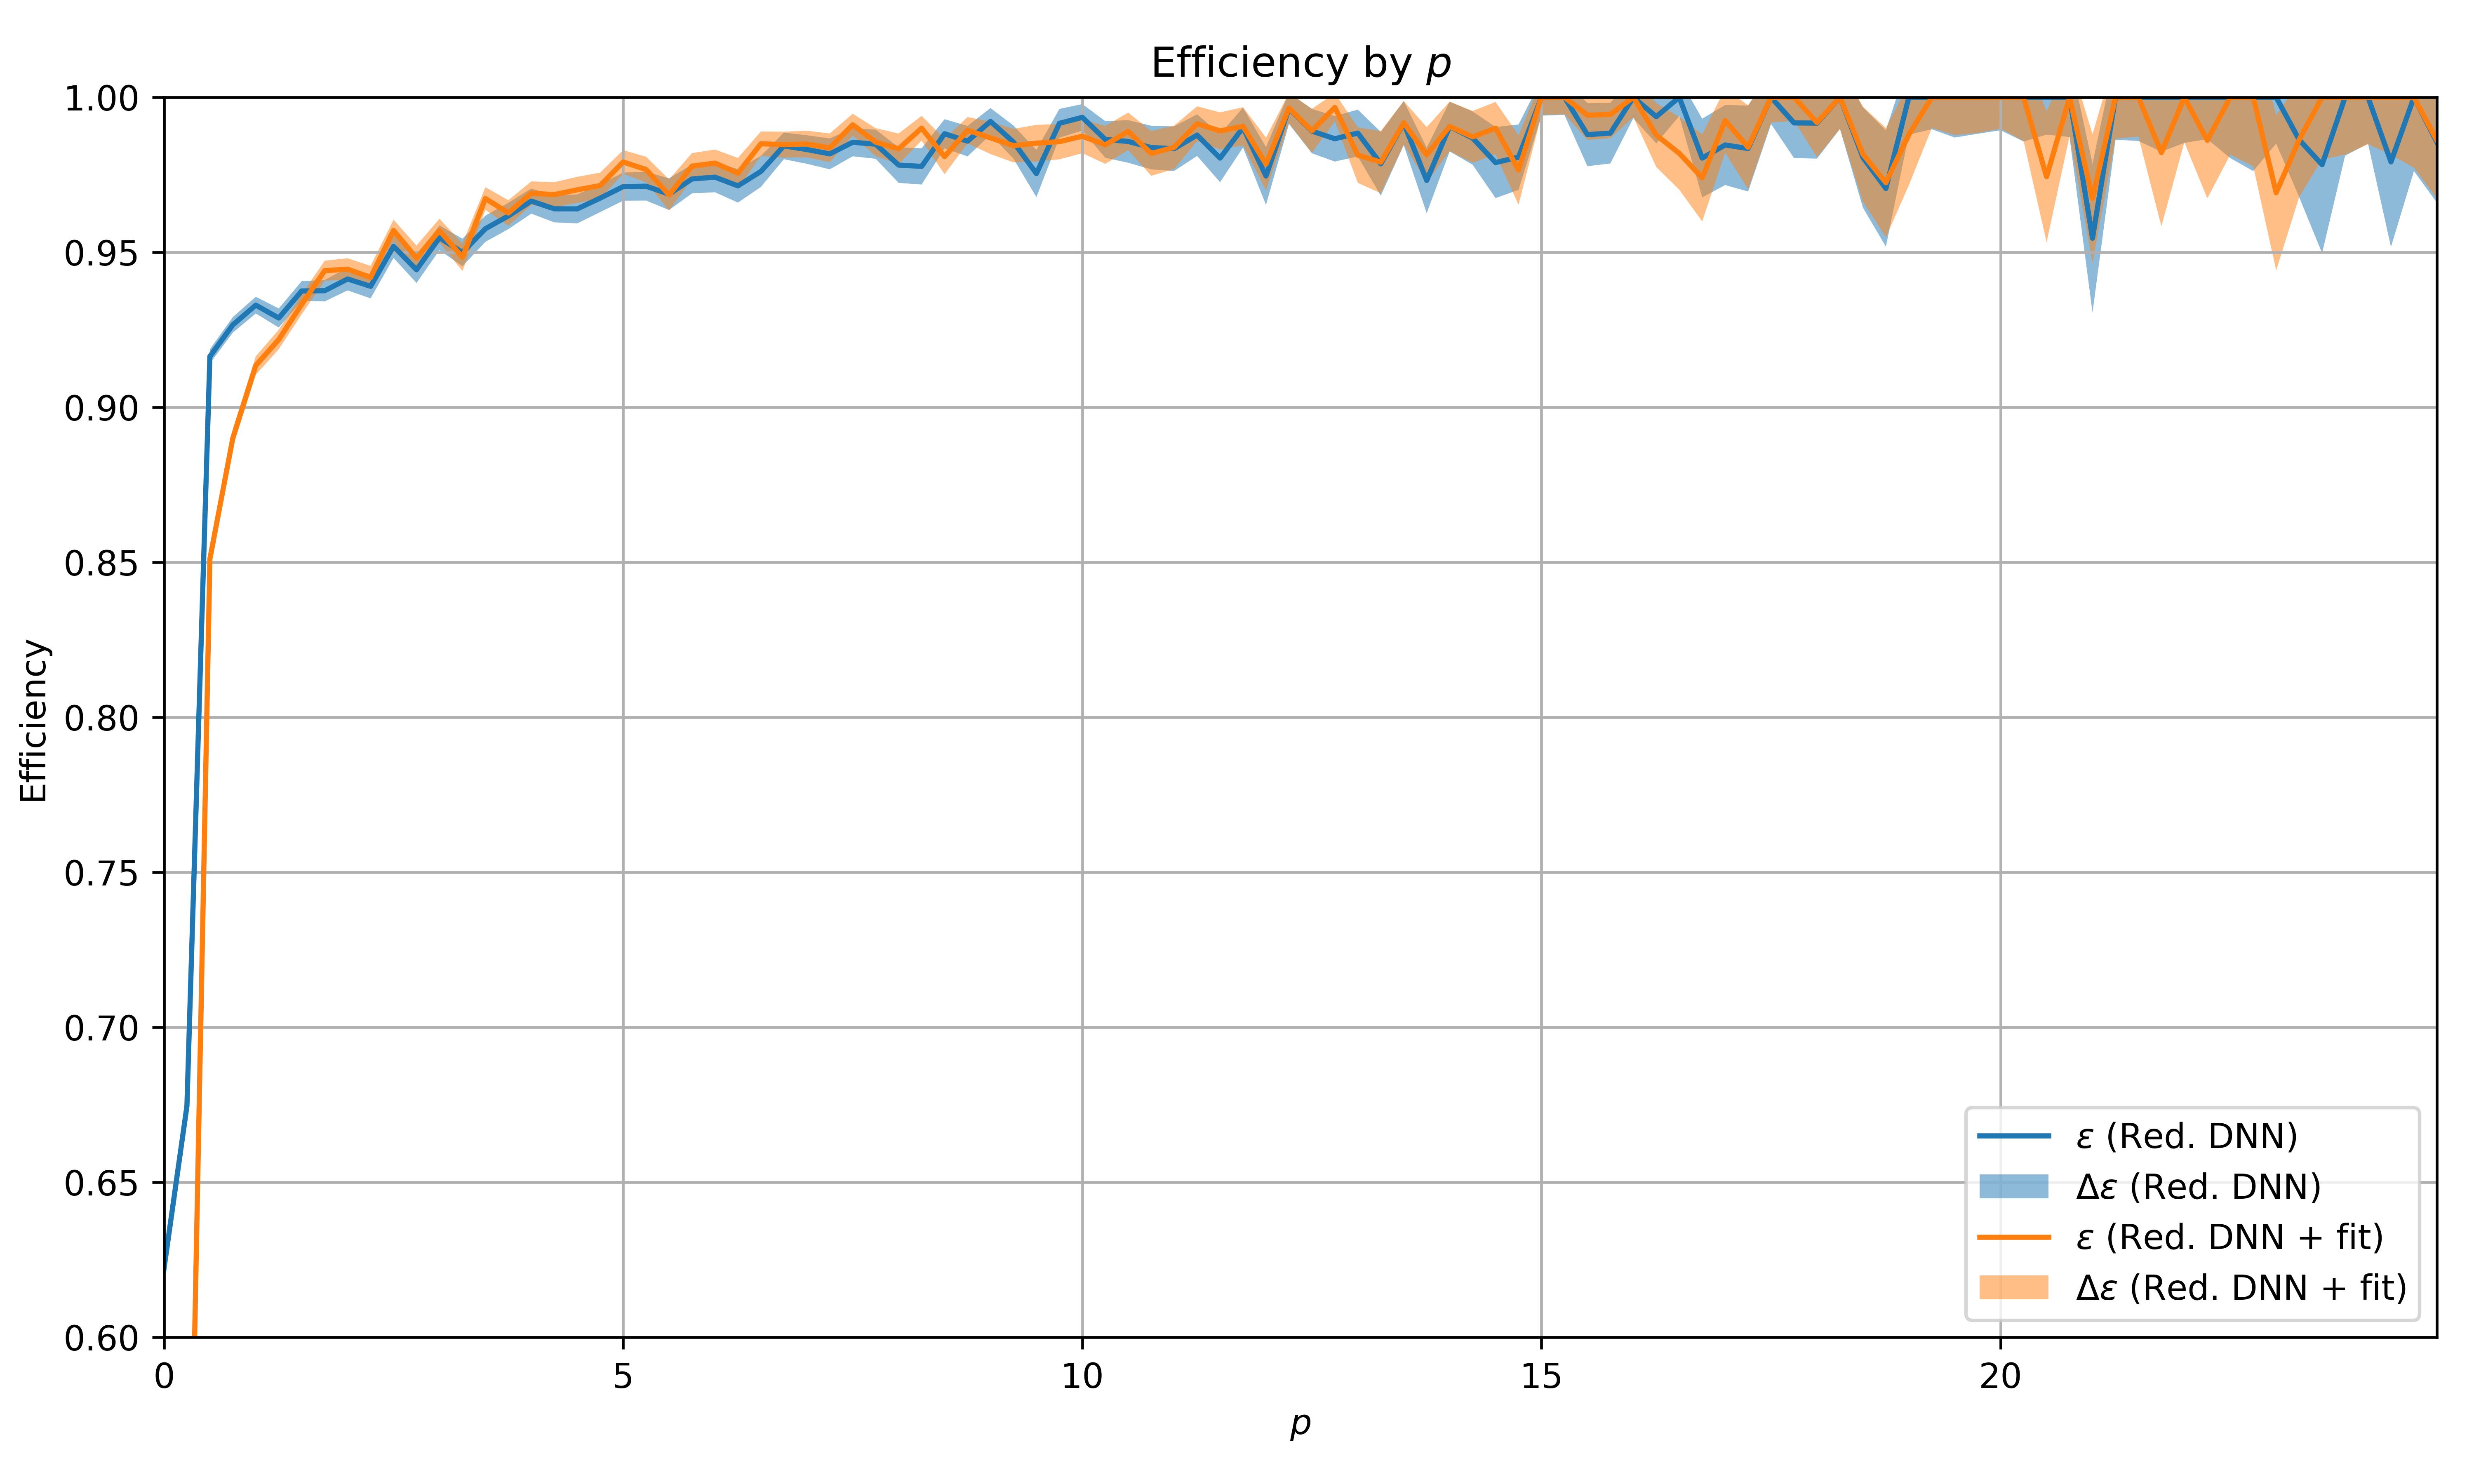 Efficiency by p
1.00
0.95
0.90
0.85
0.80
0.75
0.70
0.65
0.60
Efficiency
0 5 10 15 20
p
ε (Red. DNN)
Δε (Red. DNN)
ε (Red. DNN + fit)
Δε (Red. DNN + fit)